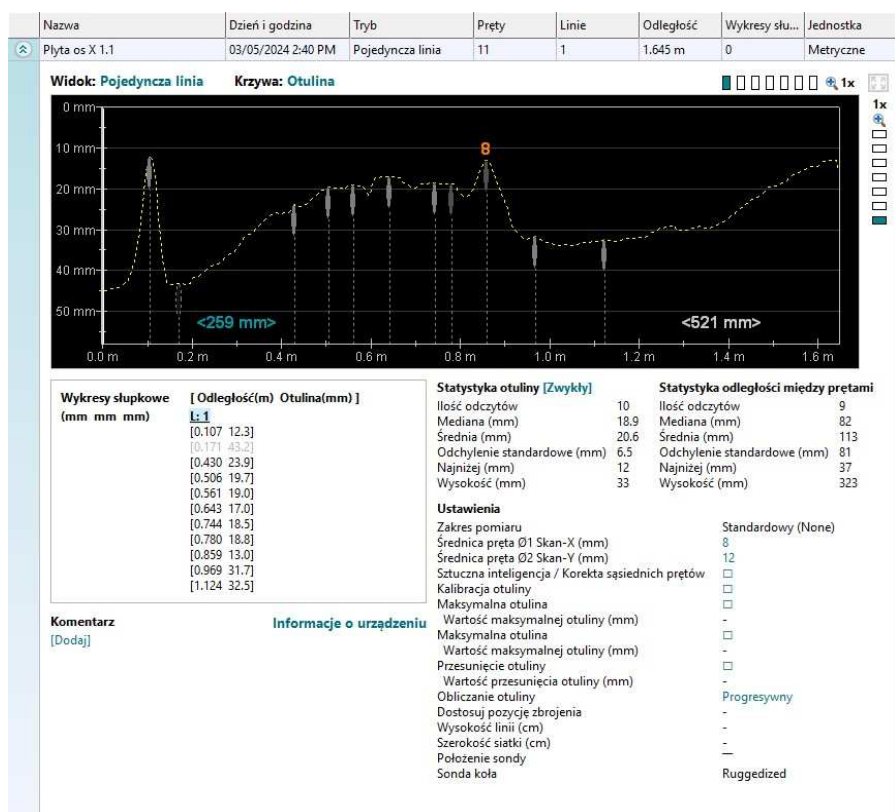 Nazwa Dzień i godzina Tryb Pręty Linie Odległość Wykresy słu... Jednostka
Płyta os X 1.1 03/05/2024 2:40 PM Pojedyncza linia 11 1 1.645 m 0 Metryczne
Widok: Pojedyncza linia Krzywa: Otulina 1x
1x
0 mm
10 mm
8
20 mm
30 mm
40 mm
50 mm
<259 mm> <521 mm>
0.0 m 0.2 m 0.4 m 0.6 m 0.8 m 1.0 m 1.2 m 1.4 m 1.6 m
Wykresy słupkowe
(mm mm mm)
[ Odległość(m) Otulina(mm) ]
L: 1
[0.107 12.3]
[0.171 43.2]
[0.430 23.9]
[0.506 19.7]
[0.561 19.0]
[0.643 17.0]
[0.744 18.5]
[0.780 18.8]
[0.859 13.0]
[0.969 31.7]
[1.124 32.5]
Komentarz Informacje o urządzeniu
[Dodaj]
Statystyka otuliny [Zwykły]
Ilość odczytów 10
Mediana (mm) 18.9
Średnia (mm) 20.6
Odchylenie standardowe (mm) 6.5
Najniżej (mm) 12
Wysokość (mm) 33
Statystyka odległości między prętami
Ilość odczytów 9
Mediana (mm) 82
Średnia (mm) 113
Odchylenie standardowe (mm) 81
Najniżej (mm) 37
Wysokość (mm) 323
Ustawienia
Zakres pomiaru Standardowy (None)
Średnica pręta Ø1 Skan-X (mm) 8
Średnica pręta Ø2 Skan-Y (mm) 12
Sztuczna inteligencja / Korekta sąsiednich prętów
Kalibracja otuliny
Maksymalna otulina
Wartość maksymalnej otuliny (mm) -
Maksymalna otulina
Wartość maksymalnej otuliny (mm) -
Przesunięcie otuliny
Wartość przesunięcia otuliny (mm) -
Obliczanie otuliny Progresywny
Dostosuj pozycję zbrojenia -
Wysokość linii (cm) -
Szerokość siatki (cm) -
Położenie sondy —
Sonda koła Ruggedized